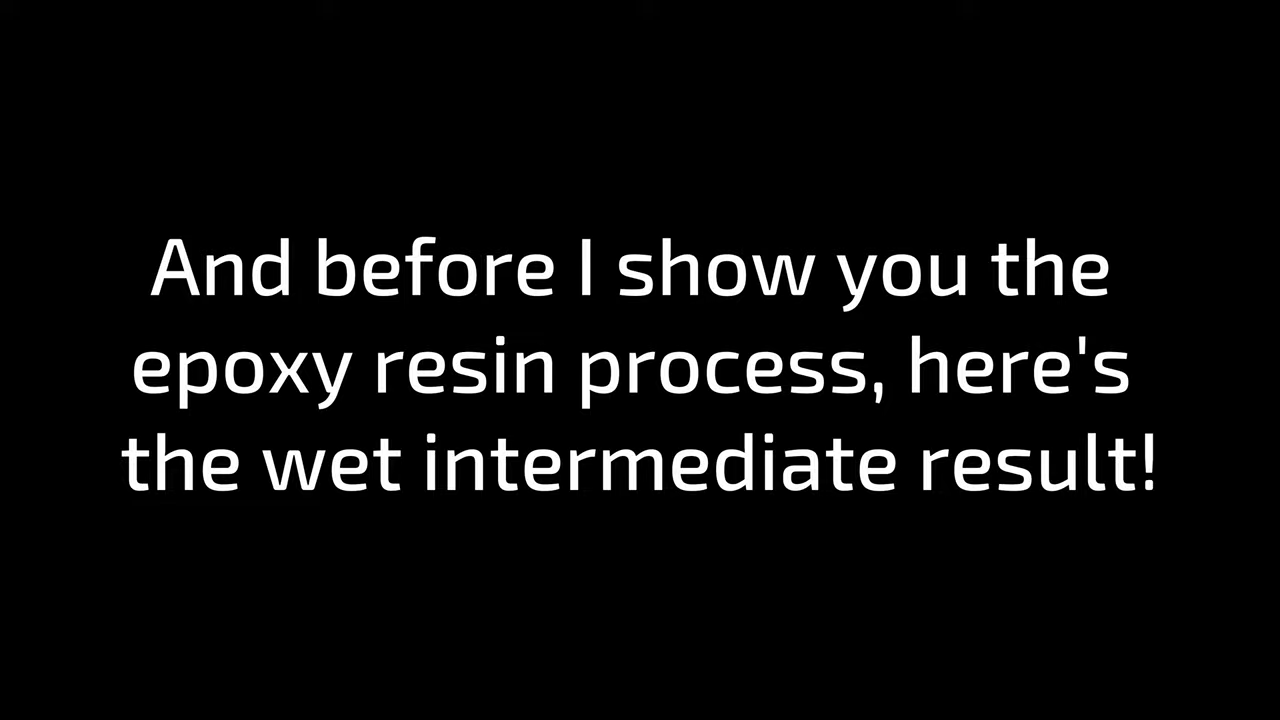 And before I show you the
epoxy resin process, here's
the wet intermediate result!